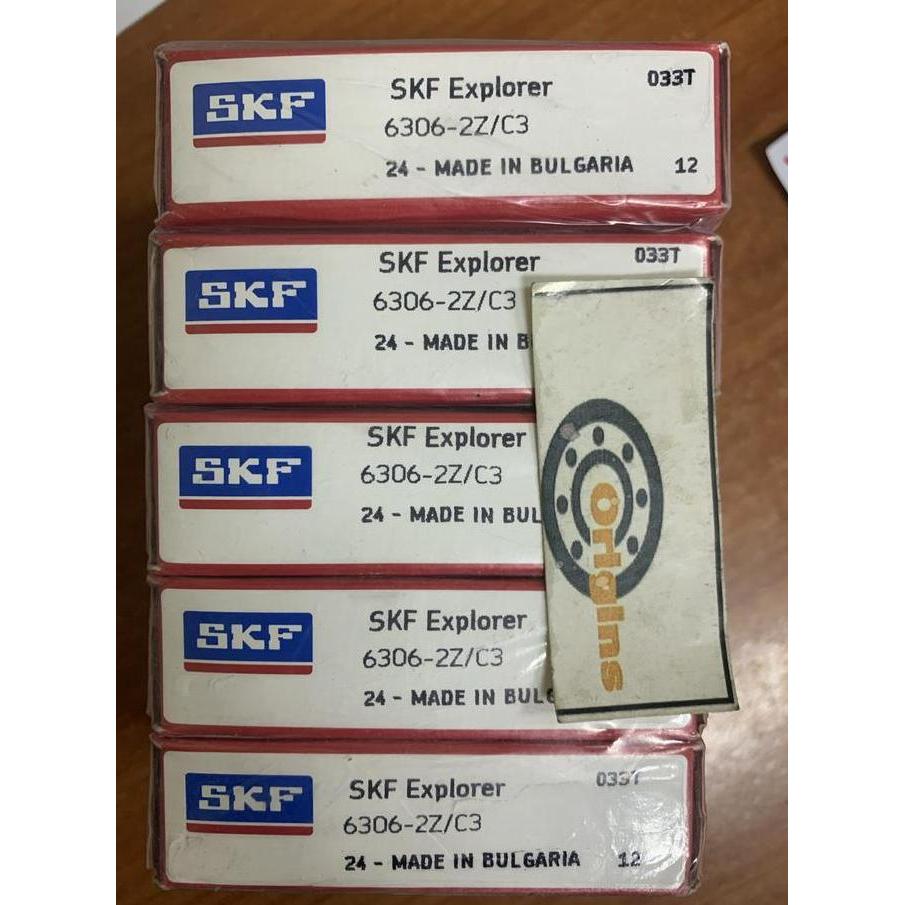 SKF
SKF Explorer
033T
6306-2Z/C3
24 - MADE IN BULGARIA
12
SKF
SKF Explorer
033T
6306-2Z/C3
24 - MADE IN B
SKF
SKF Explorer
6306-2Z/C3
24 - MADE IN BUL
SKF
SKF Explorer
6306-2Z/C3
24 - MADE IN BULG
origins
SKF
SKF Explorer
033T
6306-2Z/C3
24 - MADE IN BULGARIA
12